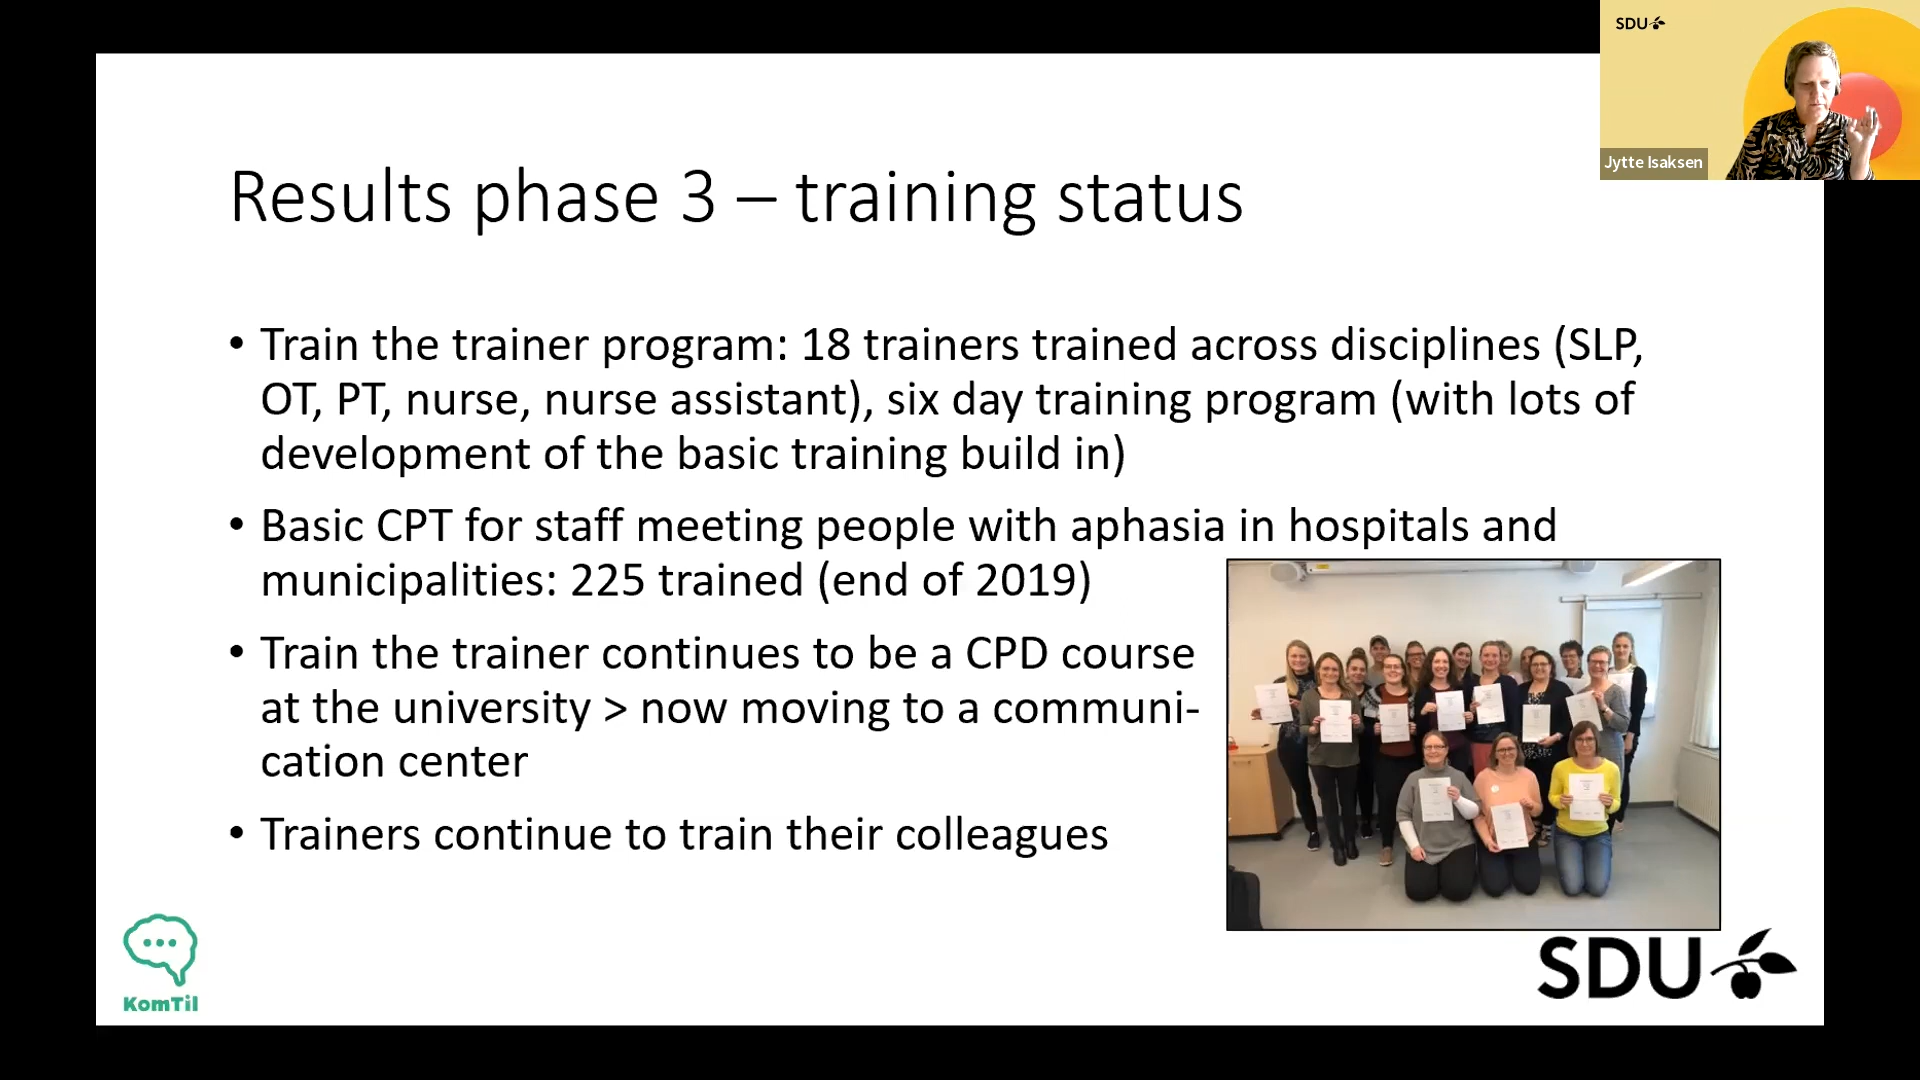 SDU
Jytte Isaksen
Results phase 3 – training status
• Train the trainer program: 18 trainers trained across disciplines (SLP,
OT, PT, nurse, nurse assistant), six day training program (with lots of
development of the basic training build in)
• Basic CPT for staff meeting people with aphasia in hospitals and
municipalities: 225 trained (end of 2019)
• Train the trainer continues to be a CPD course
at the university > now moving to a communi-
cation center
• Trainers continue to train their colleagues
KomTil
SDU